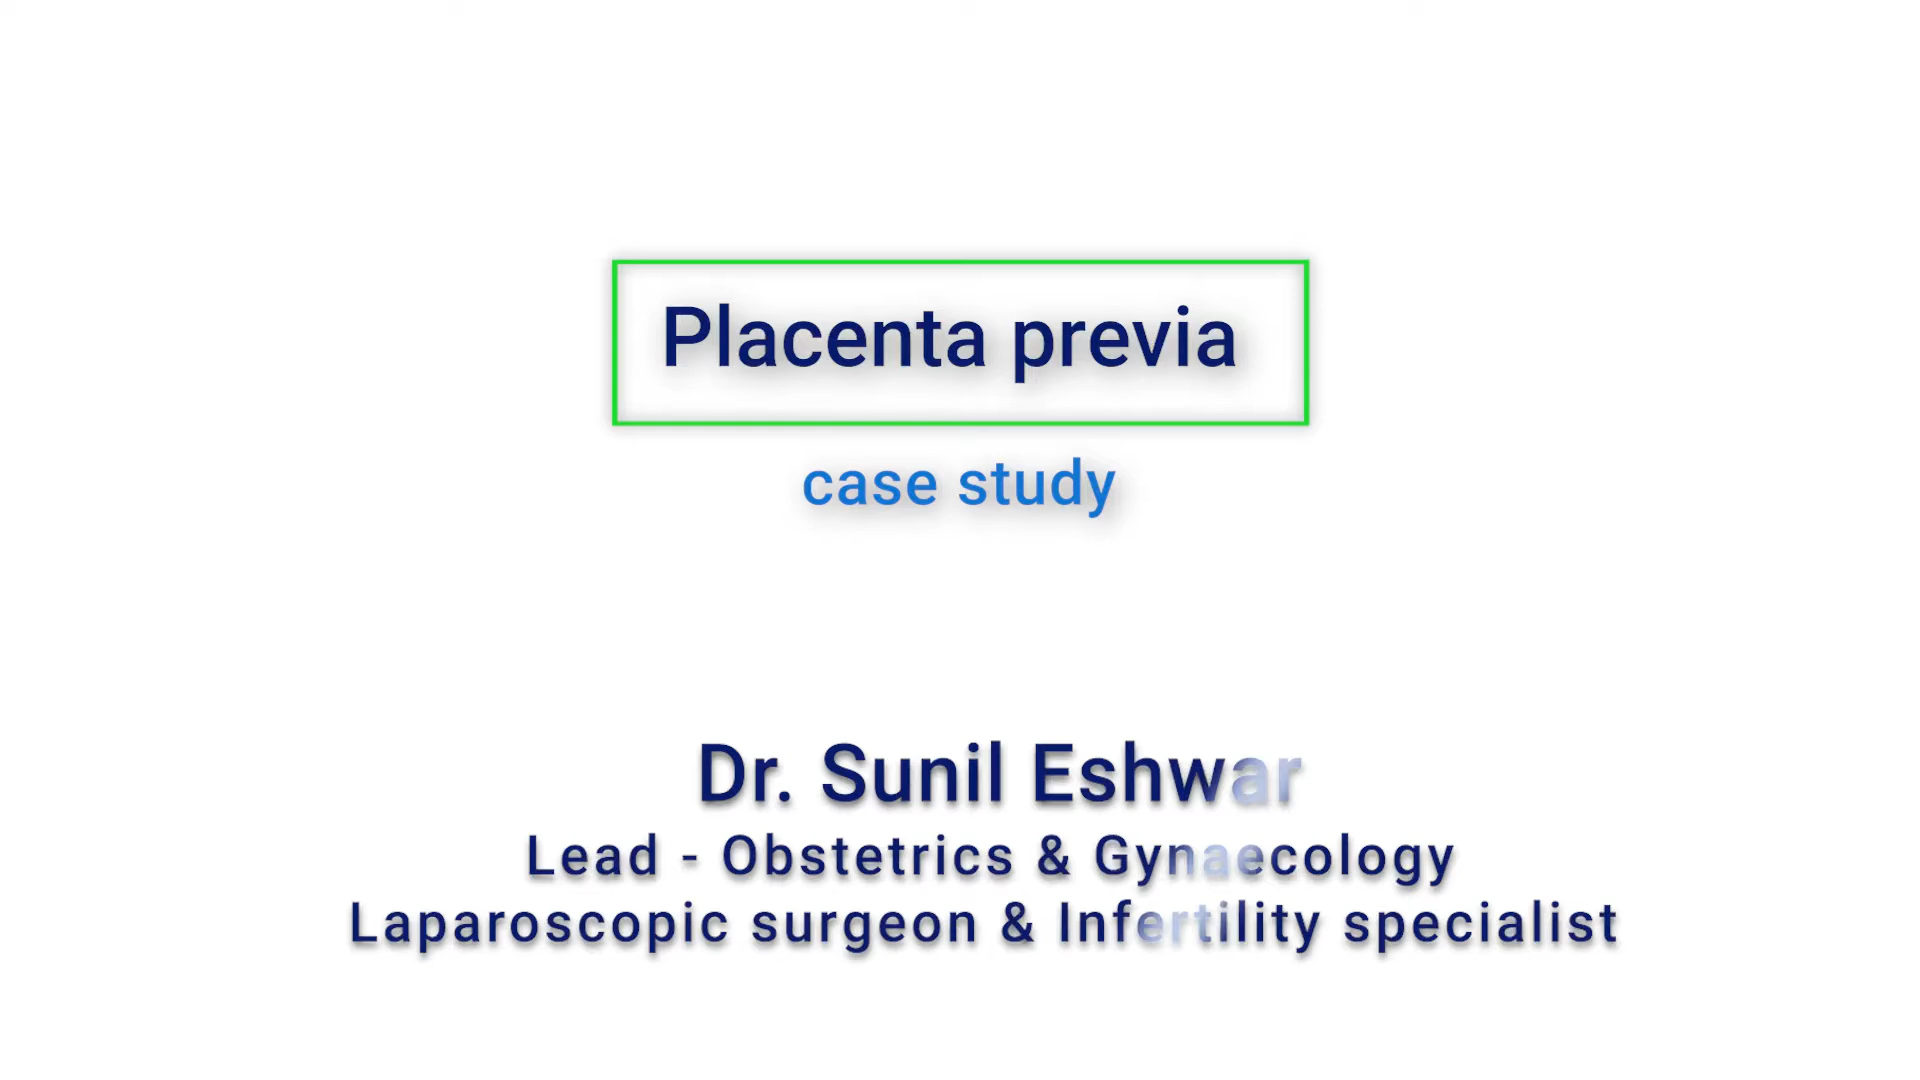 Placenta previa
case study
Dr. Sunil Eshwar
Lead - Obstetrics & Gynaecology
Laparoscopic surgeon & Infertility specialist